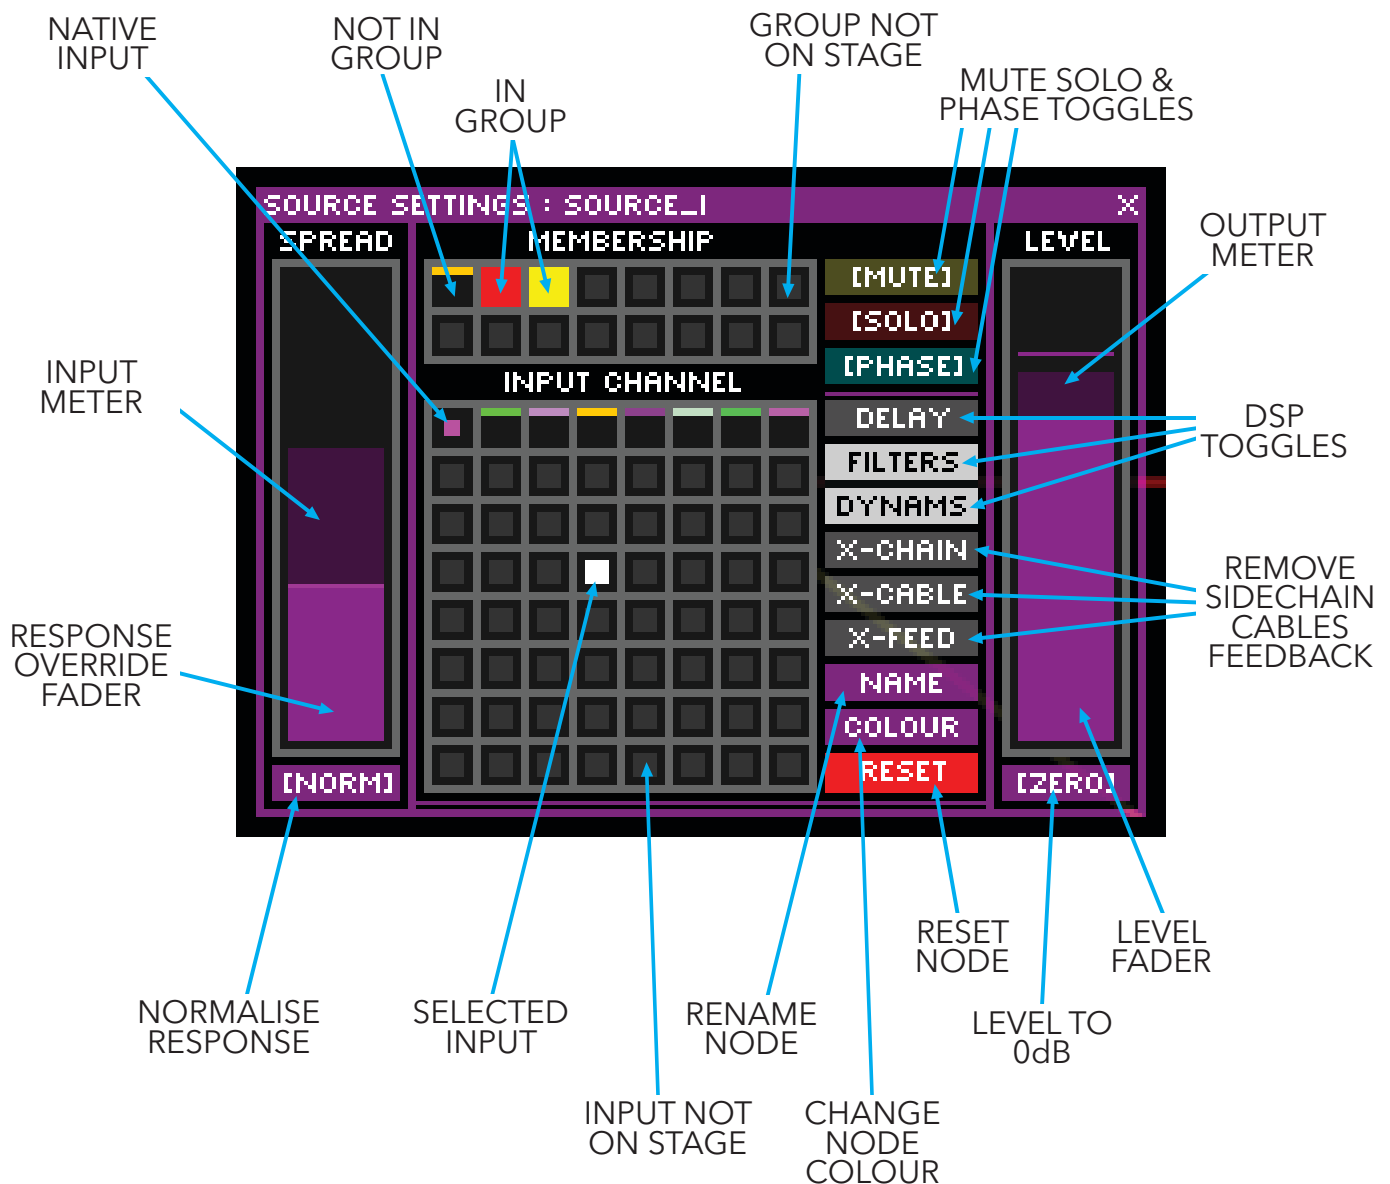 NATIVE
INPUT
NOT IN
GROUP
IN
GROUP
GROUP NOT
ON STAGE
MUTE SOLO &
PHASE TOGGLES
SOURCE SETTINGS : SOURCE_1
X
SPREAD
MEMBERSHIP
LEVEL
OUTPUT
METER
[MUTE]
[SOLO]
[PHASE]
INPUT CHANNEL
INPUT
METER
DELAY
FILTERS
DYNAMS
DSP
TOGGLES
X-CHAIN
X-CABLE
X-FEED
REMOVE
SIDECHAIN
CABLES
FEEDBACK
RESPONSE
OVERRIDE
FADER
NAME
COLOUR
RESET
[NORM]
[ZERO]
RESET
NODE
LEVEL
FADER
NORMALISE
RESPONSE
SELECTED
INPUT
RENAME
NODE
LEVEL TO
0dB
INPUT NOT
ON STAGE
CHANGE
NODE
COLOUR